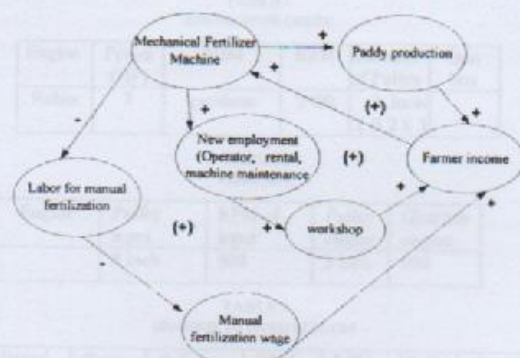 Mechanical Fertilizer
Machine
+
Paddy production
+
+
-
+
(+)
+
New employment
(Operator, rental,
machine maintenance
(+)
Farmer income
Labor for manual
fertilization
+
+
(+)
+
workshop
-
Manual
fertilization wage